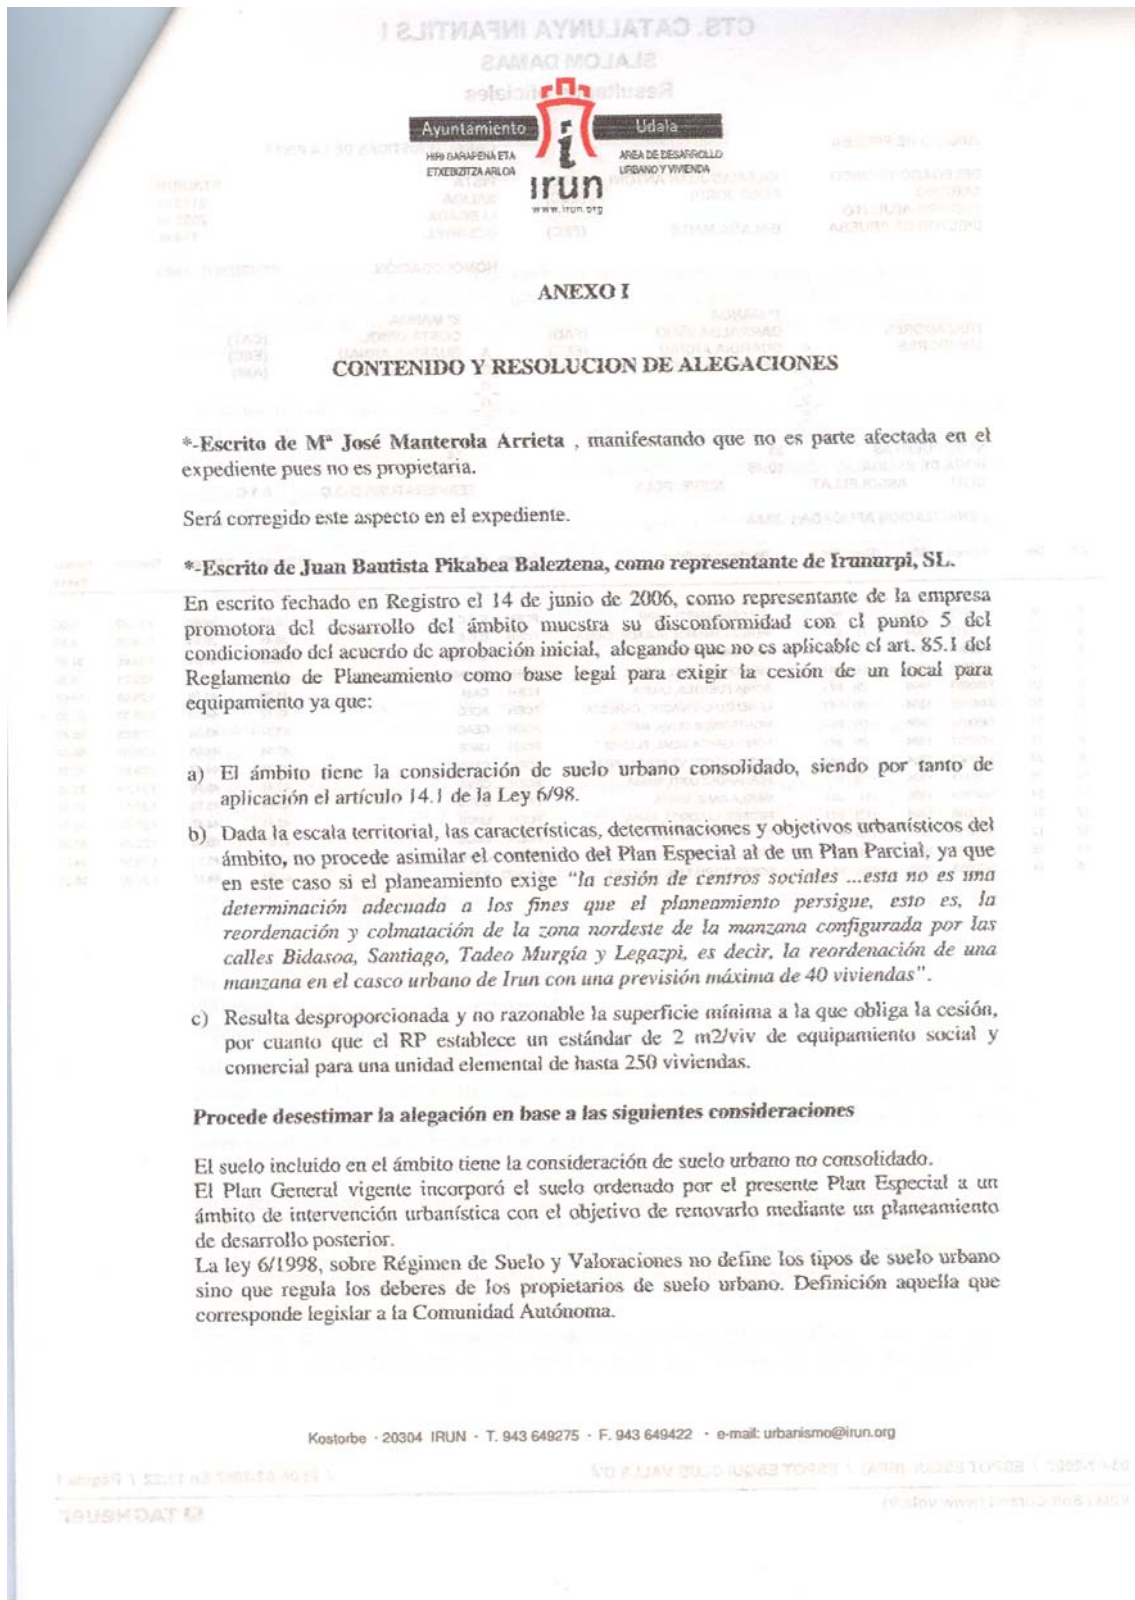 Ayuntamiento Udala
HIRI GARAPENA ETA
ETXEBIZITZA ARLOA
AREA DE DESARROLLO
URBANO Y VIVIENDA
irun
www.irun.org
ANEXO I
CONTENIDO Y RESOLUCION DE ALEGACIONES
*-Escrito de Mª José Manterola Arrieta , manifestando que no es parte afectada en el
expediente pues no es propietaria.
Será corregido este aspecto en el expediente.
*-Escrito de Juan Bautista Pikabea Baleztena, como representante de Irunurpi, SL.
En escrito fechado en Registro el 14 de junio de 2006, como representante de la empresa
promotora del desarrollo del ámbito muestra su disconformidad con el punto 5 del
condicionado del acuerdo de aprobación inicial, alegando que no es aplicable el art. 85.1 del
Reglamento de Planeamiento como base legal para exigir la cesión de un local para
equipamiento ya que:
a) El ámbito tiene la consideración de suelo urbano consolidado, siendo por tanto de
aplicación el artículo 14.1 de la Ley 6/98.
b) Dada la escala territorial, las características, determinaciones y objetivos urbanísticos del
ámbito, no procede asimilar el contenido del Plan Especial al de un Plan Parcial, ya que
en este caso si el planeamiento exige "la cesión de centros sociales ...esta no es una
determinación adecuada a los fines que el planeamiento persigue, esto es, la
reordenación y colmatación de la zona nordeste de la manzana configurada por las
calles Bidasoa, Santiago, Tadeo Murgía y Legazpi, es decir, la reordenación de una
manzana en el casco urbano de Irun con una previsión máxima de 40 viviendas".
c) Resulta desproporcionada y no razonable la superficie mínima a la que obliga la cesión,
por cuanto que el RP establece un estándar de 2 m2/viv de equipamiento social y
comercial para una unidad elemental de hasta 250 viviendas.
Procede desestimar la alegación en base a las siguientes consideraciones
El suelo incluido en el ámbito tiene la consideración de suelo urbano no consolidado.
El Plan General vigente incorporó el suelo ordenado por el presente Plan Especial a un
ámbito de intervención urbanística con el objetivo de renovarlo mediante un planeamiento
de desarrollo posterior.
La ley 6/1998, sobre Régimen de Suelo y Valoraciones no define los tipos de suelo urbano
sino que regula los deberes de los propietarios de suelo urbano. Definición aquella que
corresponde legislar a la Comunidad Autónoma.
Kostorbe · 20304 IRUN · T. 943 649275 · F. 943 649422 · e-mail: urbanismo@irun.org